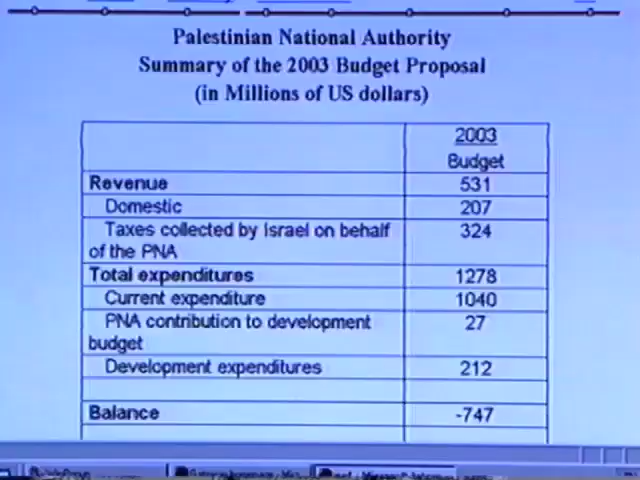 Palestinian National Authority
Summary of the 2003 Budget Proposal
(in Millions of US dollars)
2003
Budget
Revenue 531
Domestic 207
Taxes collected by Israel on behalf 324
of the PNA
Total expenditures 1278
Current expenditure 1040
PNA contribution to development 27
budget
Development expenditures 212
Balance -747